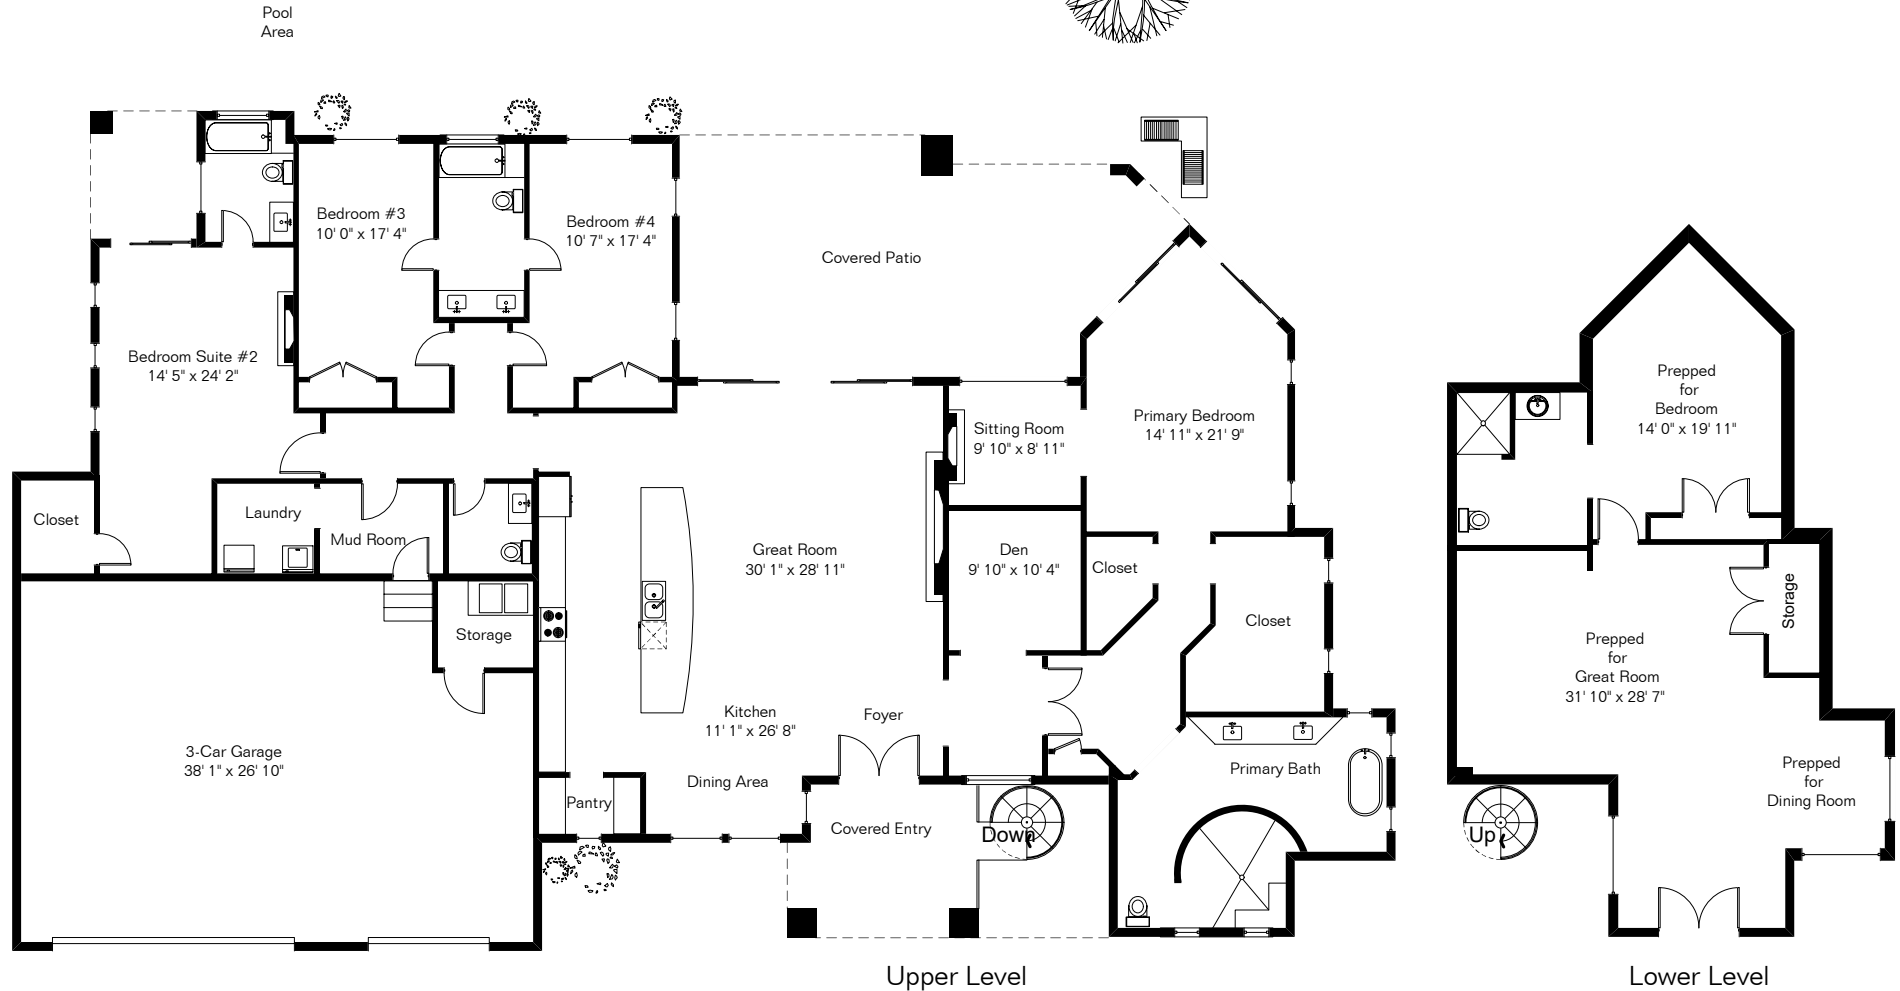 Pool
Area
Bedroom #3
10' 0" x 17' 4"
Bedroom #4
10' 7" x 17' 4"
Covered Patio
Bedroom Suite #2
14' 5" x 24' 2"
Sitting Room
9' 10" x 8' 11"
Primary Bedroom
14' 11" x 21' 9"
Closet
Laundry
Mud Room
Great Room
30' 1" x 28' 11"
Den
9' 10" x 10' 4"
Closet
Closet
Storage
Kitchen
11' 1" x 26' 8"
Foyer
3-Car Garage
38' 1" x 26' 10"
Dining Area
Primary Bath
Pantry
Covered Entry
Down
Upper Level
Prepped
for
Bedroom
14' 0" x 19' 11"
Storage
Prepped
for
Great Room
31' 10" x 28' 7"
Prepped
for
Dining Room
Up
Lower Level